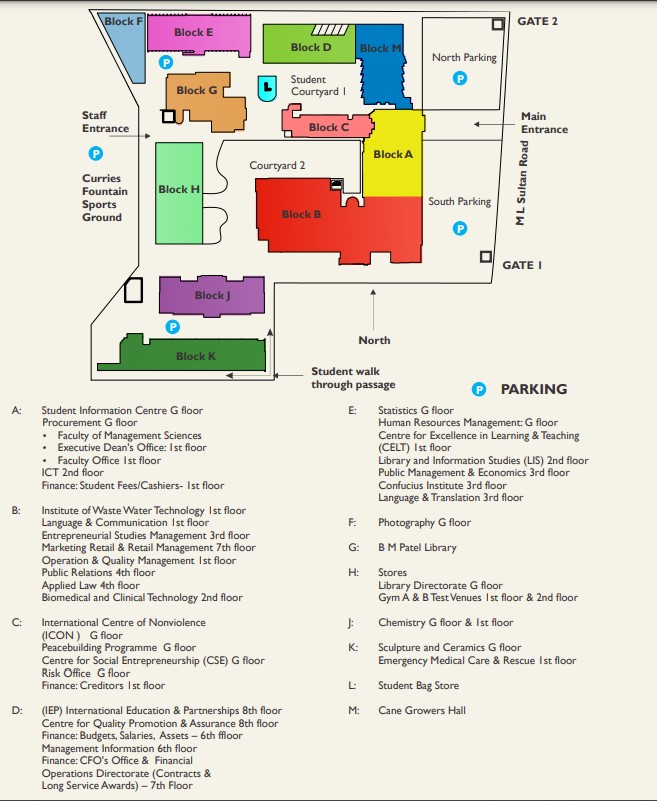 Block F
Block E
Block D
Block M
GATE 2
North Parking
P
P
Block G
L
Student
Courtyard 1
Staff
Entrance
Block C
Main
Entrance
P
Block A
Courtyard 2
Block H
Curries
Fountain
Sports
Ground
M L Sultan Road
South Parking
Block B
P
GATE 1
Block J
P
North
Block K
Student walk
through passage
P PARKING
A: Student Information Centre G floor
Procurement G floor
• Faculty of Management Sciences
• Executive Dean's Office: 1st floor
• Faculty Office 1st floor
ICT 2nd floor
Finance: Student Fees/Cashiers- 1st floor
B: Institute of Waste Water Technology 1st floor
Language & Communication 1st floor
Entrepreneurial Studies Management 3rd floor
Marketing Retail & Retail Management 7th floor
Operation & Quality Management 1st floor
Public Relations 4th floor
Applied Law 4th floor
Biomedical and Clinical Technology 2nd floor
C: International Centre of Nonviolence
(ICON ) G floor
Peacebuilding Programme G floor
Centre for Social Entrepreneurship (CSE) G floor
Risk Office G floor
Finance: Creditors 1st floor
D: (IEP) International Education & Partnerships 8th floor
Centre for Quality Promotion & Assurance 8th floor
Finance: Budgets, Salaries, Assets – 6th ffloor
Management Information 6th floor
Finance: CFO's Office & Financial
Operations Directorate (Contracts &
Long Service Awards) – 7th Floor
E: Statistics G floor
Human Resources Management: G floor
Centre for Excellence in Learning & Teaching
(CELT) 1st floor
Library and Information Studies (LIS) 2nd floor
Public Management & Economics 3rd floor
Confucius Institute 3rd floor
Language & Translation 3rd floor
F: Photography G floor
G: B M Patel Library
H: Stores
Library Directorate G floor
Gym A & B Test Venues 1st floor & 2nd floor
J: Chemistry G floor & 1st floor
K: Sculpture and Ceramics G floor
Emergency Medical Care & Rescue 1st floor
L: Student Bag Store
M: Cane Growers Hall